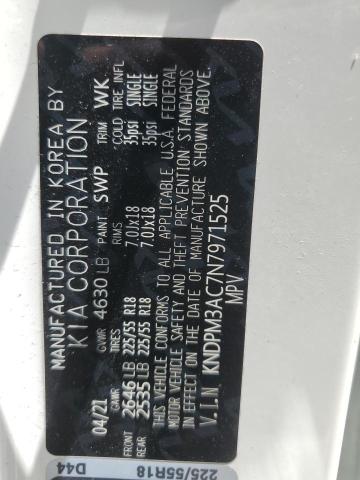 MANUFACTURED IN KOREA BY
KIA CORPORATION
04/21 GVWR 4630 LB PAINT SWP TRIM WK
GAWR TIRES RIMS COLD TIRE INFL
FRONT 2646 LB 225/55 R18 7.0Jx18 35psi SINGLE
REAR 2535 LB 225/55 R18 7.0Jx18 35psi SINGLE
THIS VEHICLE CONFORMS TO ALL APPLICABLE U.S.A. FEDERAL
MOTOR VEHICLE SAFETY AND THEFT PREVENTION STANDARDS
IN EFFECT ON THE DATE OF MANUFACTURE SHOWN ABOVE.
V.I.N KNDPM3AC7N7971525
MPV
D44
225/55R18